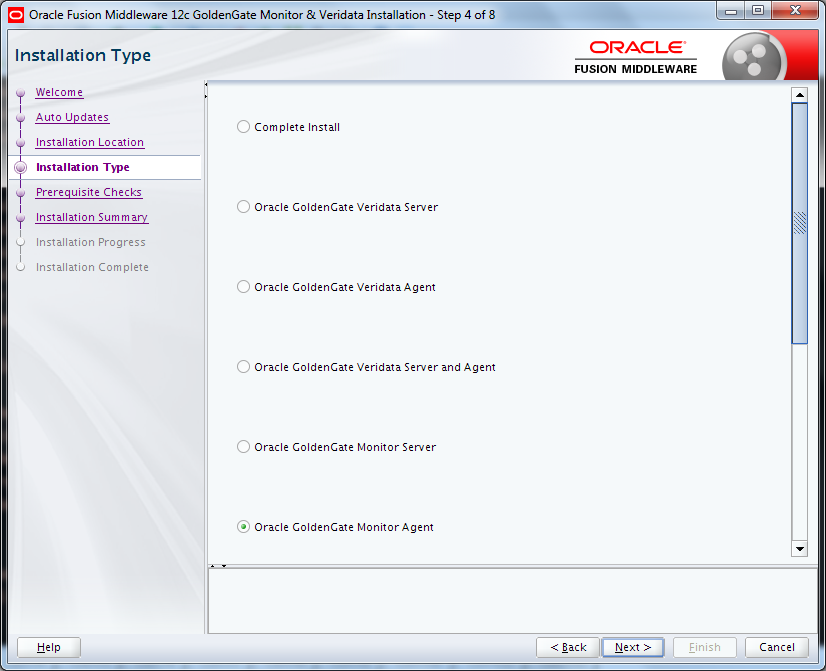 Oracle Fusion Middleware 12c GoldenGate Monitor & Veridata Installation - Step 4 of 8
Installation Type
ORACLE®
FUSION MIDDLEWARE
Welcome
Auto Updates
Installation Location
Installation Type
Prerequisite Checks
Installation Summary
Installation Progress
Installation Complete
Complete Install
Oracle GoldenGate Veridata Server
Oracle GoldenGate Veridata Agent
Oracle GoldenGate Veridata Server and Agent
Oracle GoldenGate Monitor Server
Oracle GoldenGate Monitor Agent
Help
< Back
Next >
Finish
Cancel